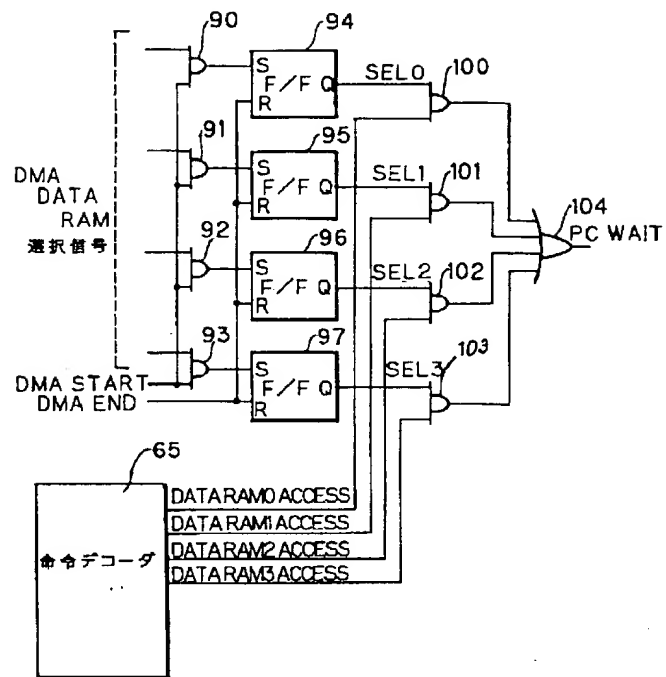 90
94
S
F/F Q
R
SEL0
100
91
95
S
F/F Q
R
SEL1
101
DMA
DATA
RAM
選択信号
92
96
S
F/F Q
R
SEL2
102
104
PC WAIT
93
97
S
F/F Q
R
SEL3
103
DMA START
DMA END
65
命令デコーダ
DATA RAM0 ACCESS
DATA RAM1 ACCESS
DATA RAM2 ACCESS
DATA RAM3 ACCESS